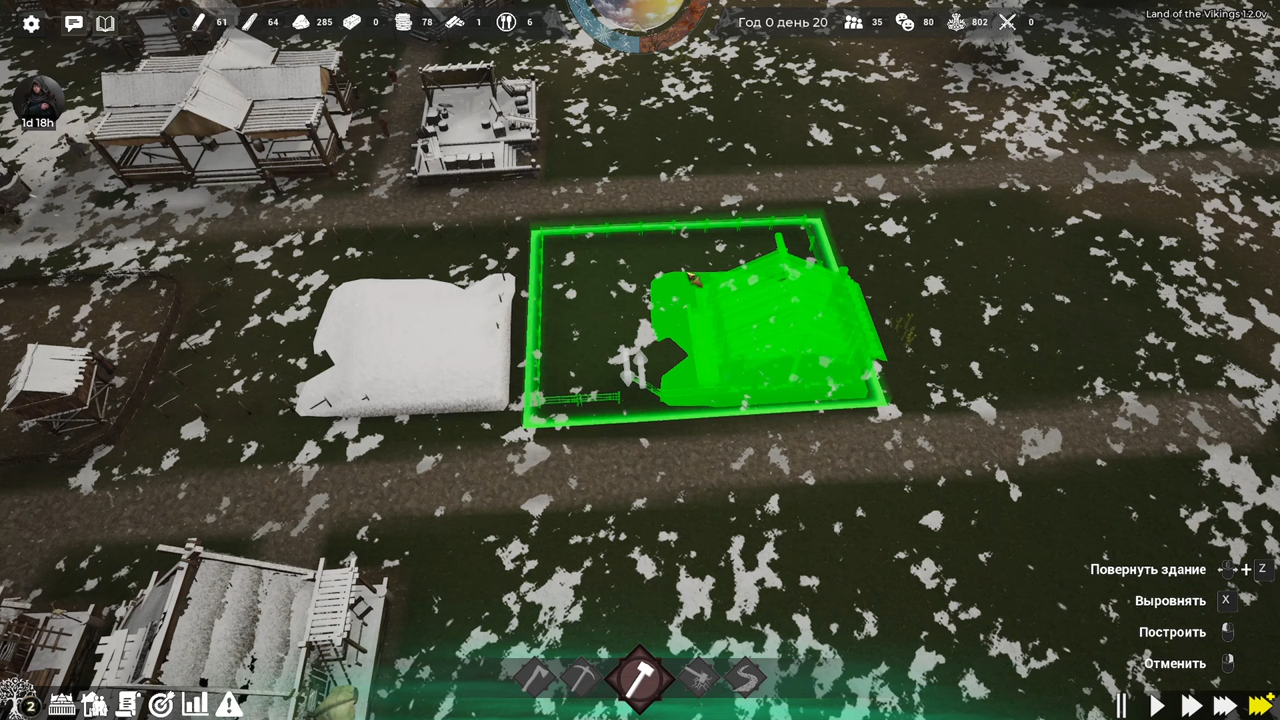 61 64 285 0 78 1 6 Год 0 день 20 35 80 802 0
Land of the Vikings 1.2.0v
1d 18h
Повернуть здание + Z
Выровнять X
Построить
Отменить
2